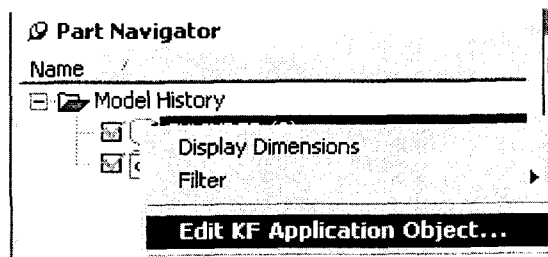 Part Navigator
Name
Model History
Display Dimensions
Filter
Edit KF Application Object...